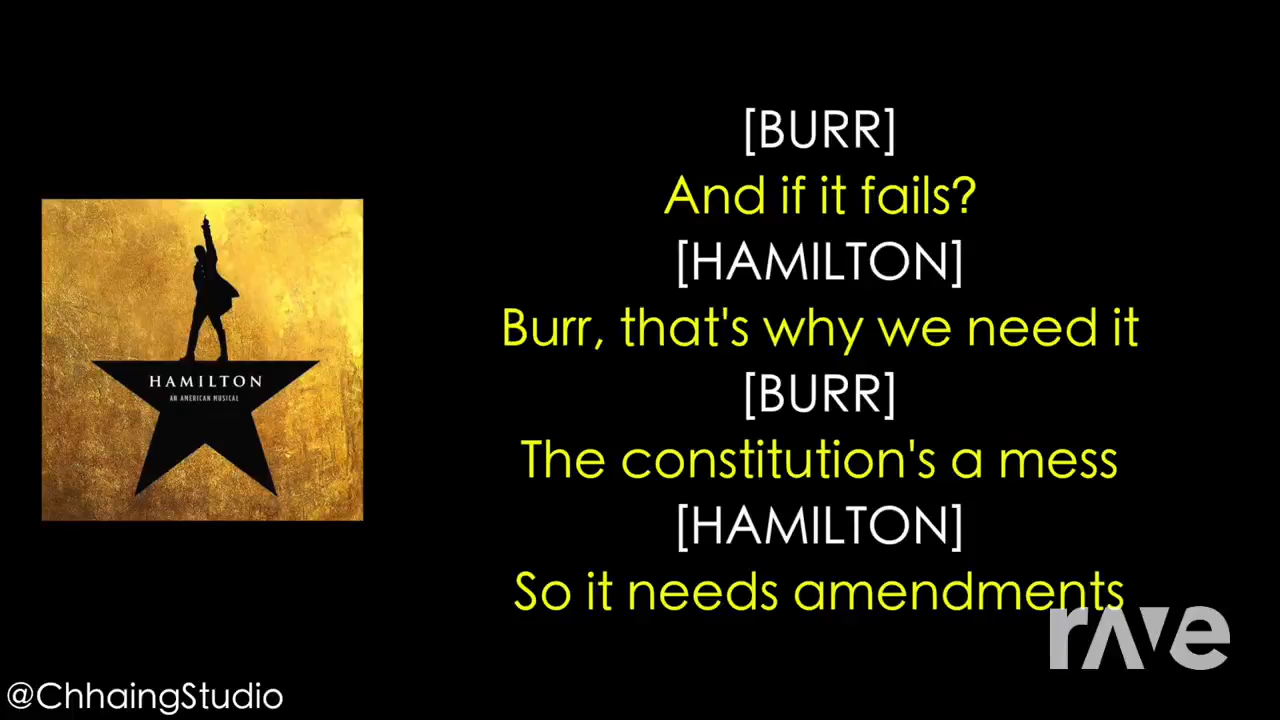 [BURR]
And if it fails?
[HAMILTON]
Burr, that's why we need it
[BURR]
The constitution's a mess
[HAMILTON]
So it needs amendments
HAMILTON
AN AMERICAN MUSICAL
rave
@ChhaingStudio